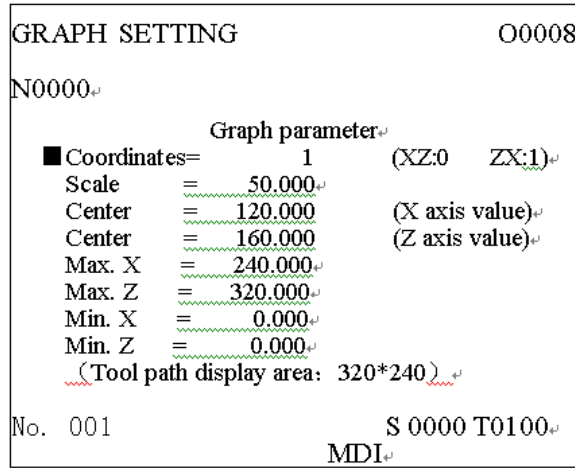 GRAPH SETTING O0008
N0000
Graph parameter
Coordinates= 1 (XZ:0 ZX:1)
Scale = 50.000
Center = 120.000 (X axis value)
Center = 160.000 (Z axis value)
Max. X = 240.000
Max. Z = 320.000
Min. X = 0.000
Min. Z = 0.000
（Tool path display area：320*240）
No. 001 S 0000 T0100
MDI